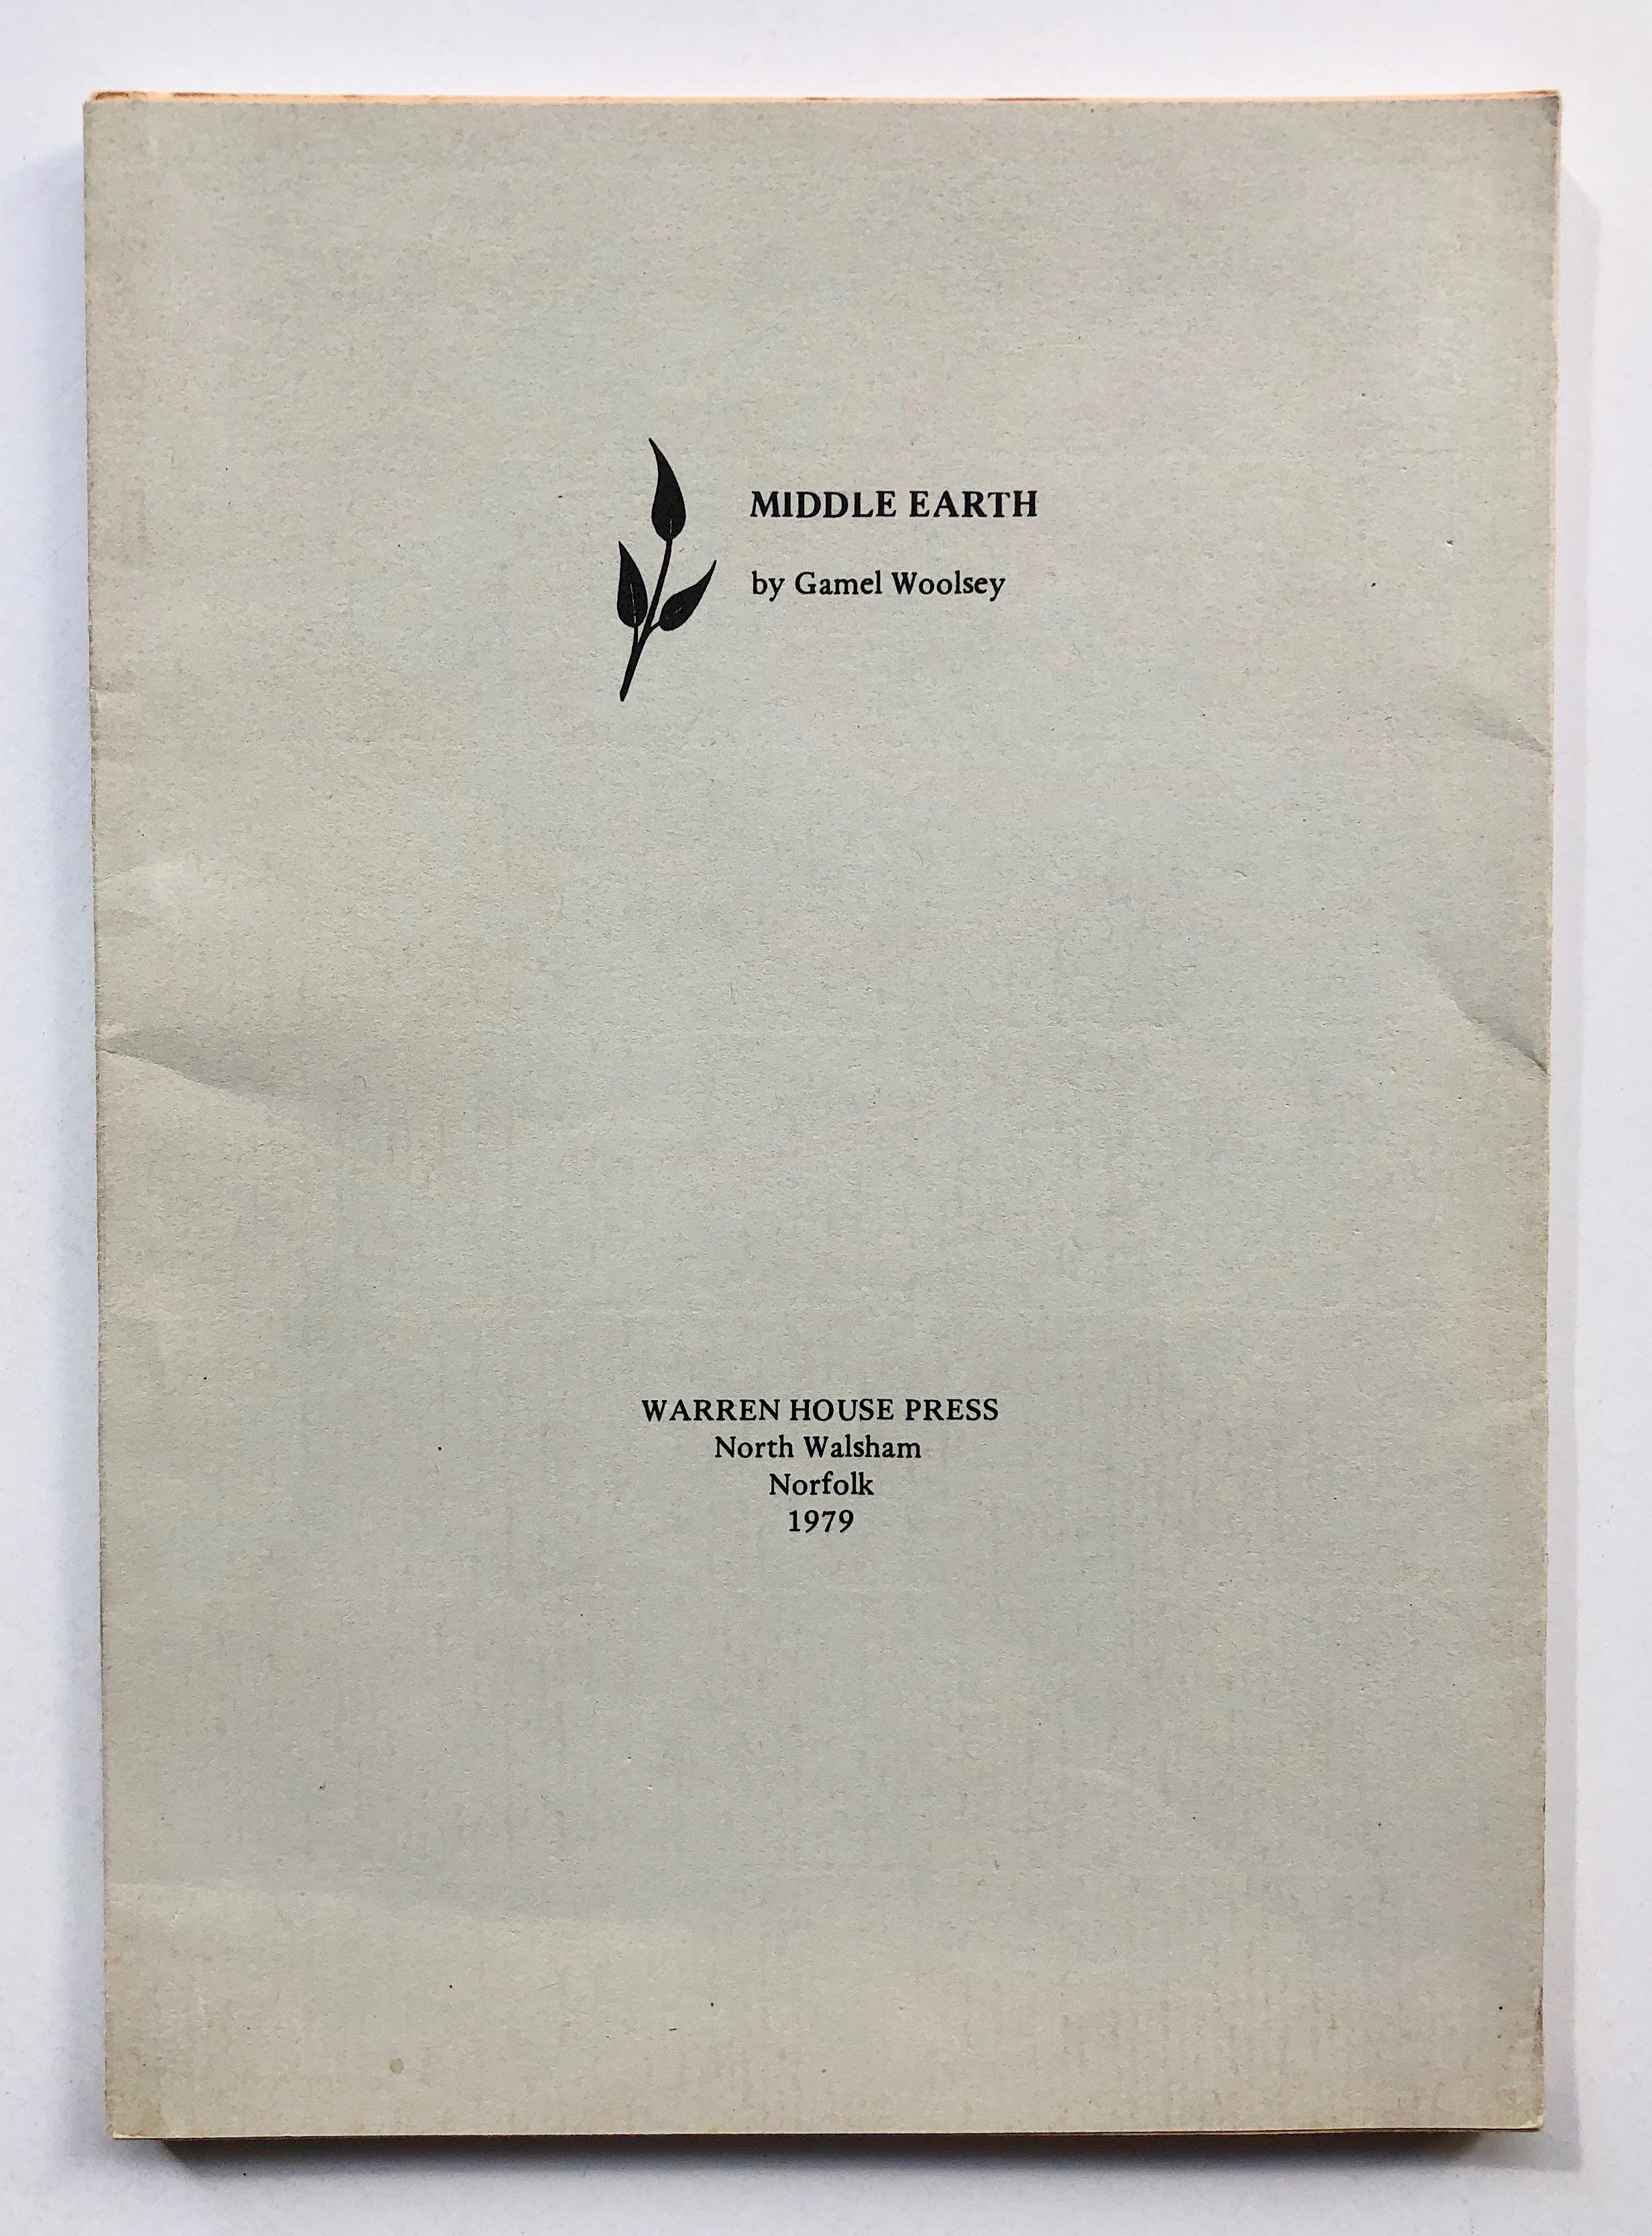 MIDDLE EARTH
by Gamel Woolsey
WARREN HOUSE PRESS
North Walsham
Norfolk
1979